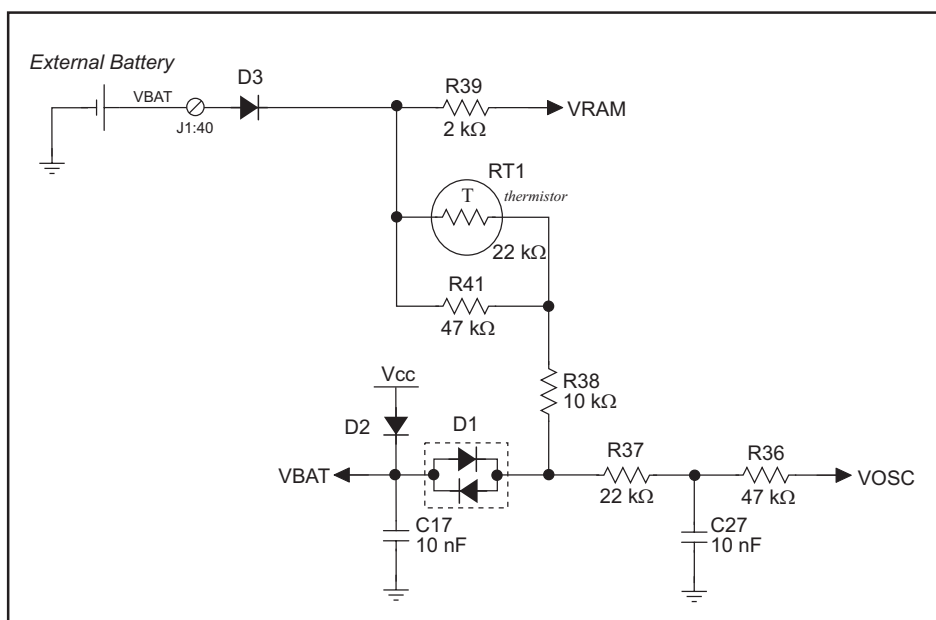 External Battery
VBAT
J1:40
D3
R39
2 kΩ
VRAM
RT1
T
thermistor
22 kΩ
R41
47 kΩ
R38
10 kΩ
Vcc
D2
D1
VBAT
C17
10 nF
R37
22 kΩ
C27
10 nF
R36
47 kΩ
VOSC